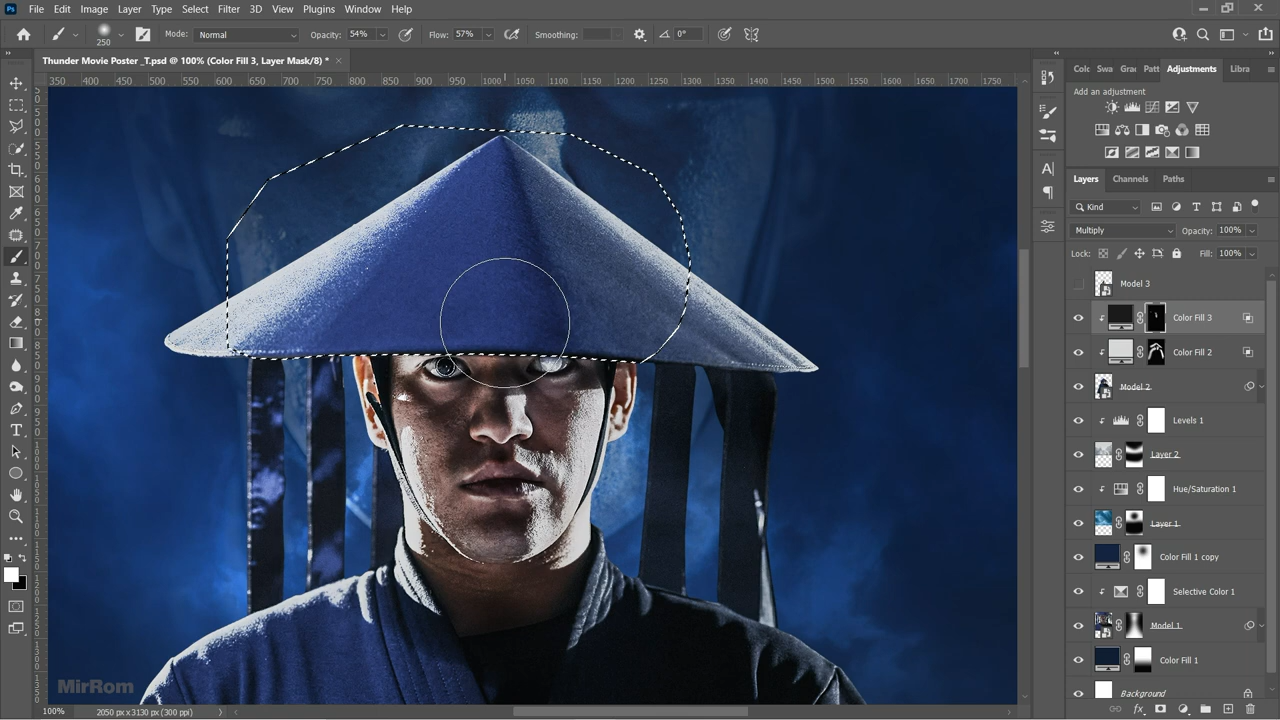 Ps File Edit Image Layer Type Select Filter 3D View Plugins Window Help
250 Mode: Normal Opacity: 54% Flow: 57% Smoothing: 0°
Thunder Movie Poster _T.psd @ 100% (Color Fill 3, Layer Mask/8) *
350 400 450 500 550 600 650 700 750 800 850 900 950 1000 1050 1100 1150 1200 1250 1300 1350 1400 1450 1500 1550 1600 1650 1700 1750
Swa Patt Adjustments Libra
Add an adjustment
Layers Channels Paths
Kind
Multiply Opacity: 100%
Lock: Fill: 100%
Model 3
Color Fill 3
Color Fill 2
Model 2
Levels 1
Layer 2
Hue/Saturation 1
Layer 1
Color Fill 1 copy
Selective Color 1
Model 1
Color Fill 1
Background
fx
MirRom
100% 2050 px x 3130 px (300 ppi)